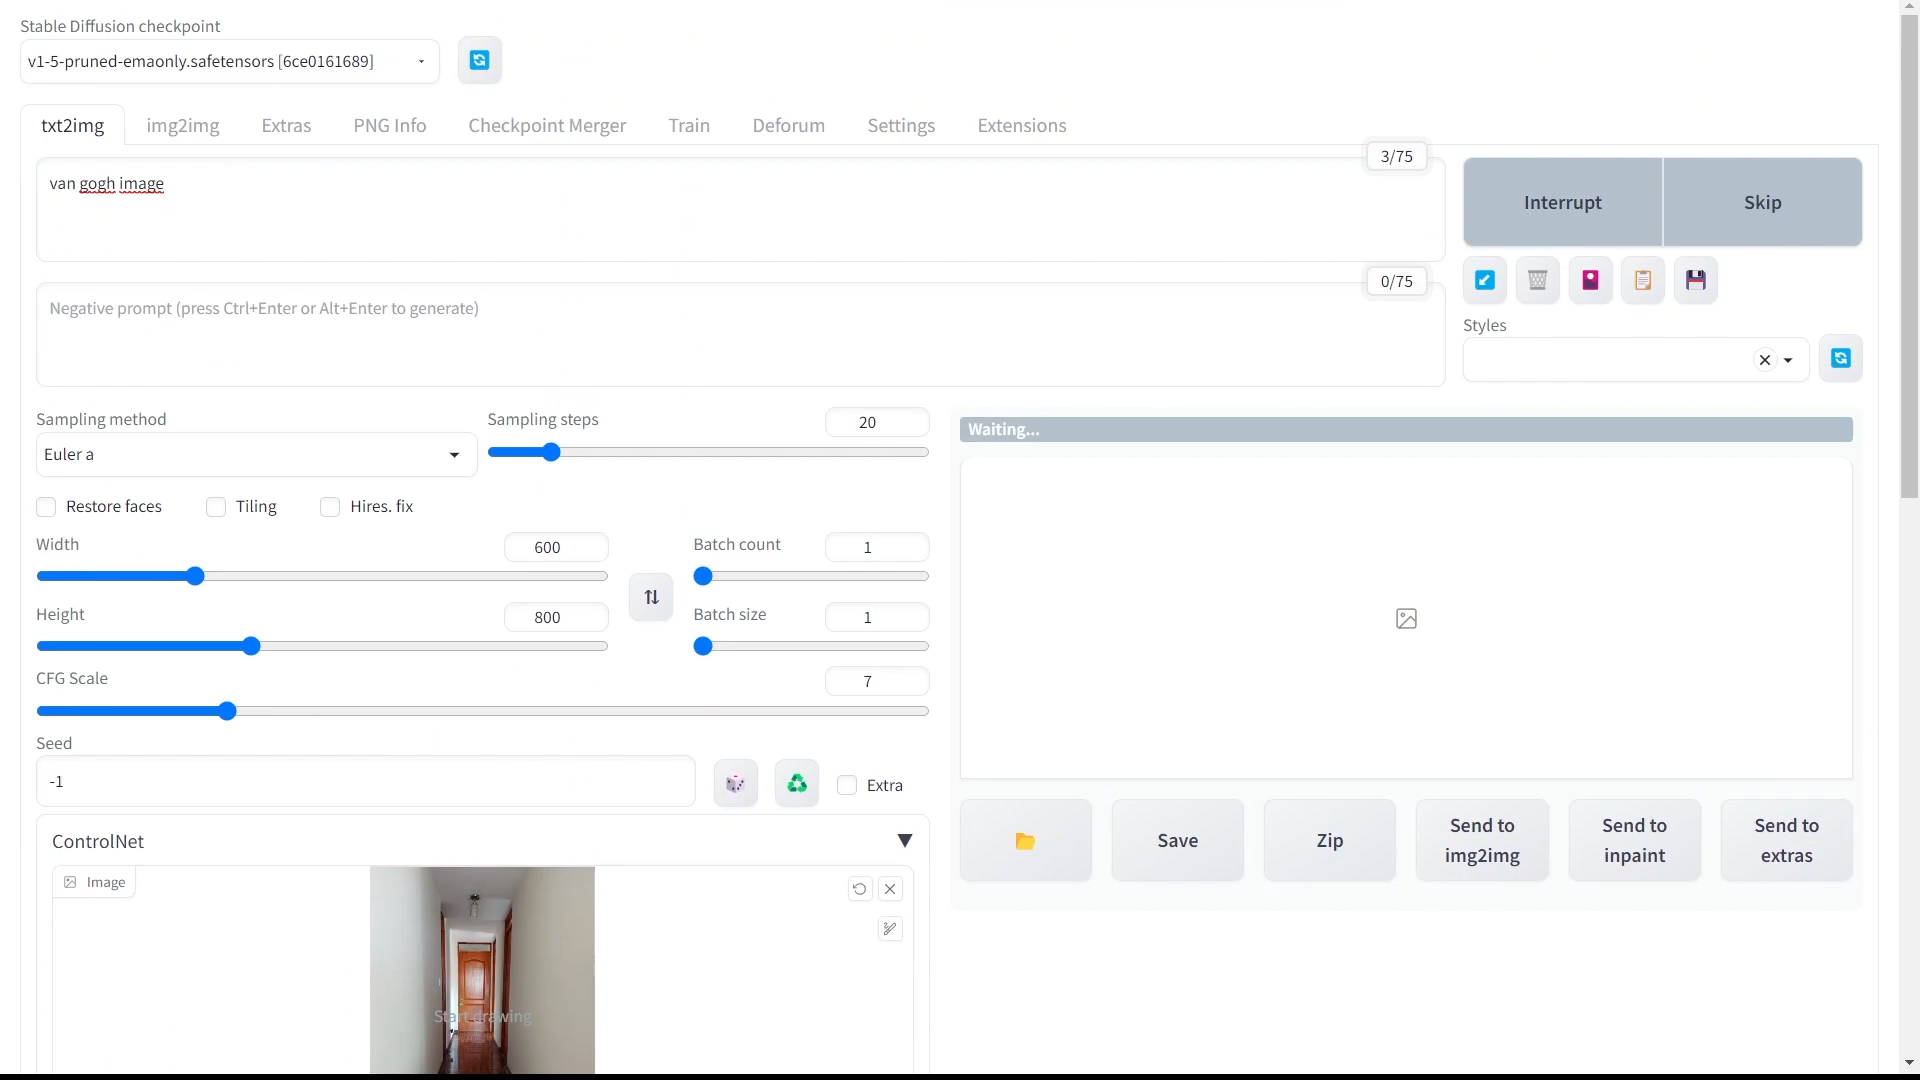 Stable Diffusion checkpoint
v1-5-pruned-emaonly.safetensors [6ce0161689]
txt2img img2img Extras PNG Info Checkpoint Merger Train Deforum Settings Extensions
3/75
van gogh image
Interrupt Skip
0/75
Negative prompt (press Ctrl+Enter or Alt+Enter to generate)
Styles
Sampling method Sampling steps 20
Euler a
Waiting...
Restore faces Tiling Hires. fix
Width 600 Batch count 1
Height 800 Batch size 1
CFG Scale 7
Seed
-1
Extra
ControlNet
Save Zip Send to img2img Send to inpaint Send to extras
Image
Start drawing